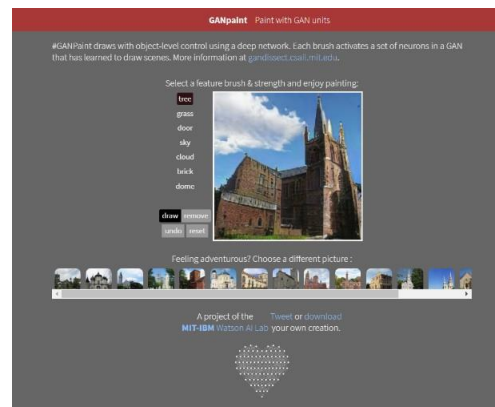 GANpaint Paint with GAN units
#GANPaint draws with object-level control using a deep network. Each brush activates a set of neurons in a GAN
that has learned to draw scenes. More information at gandissect.csail.mit.edu.
Select a feature brush & strength and enjoy painting:
tree
grass
door
sky
cloud
brick
dome
draw remove
undo reset
Feeling adventurous? Choose a different picture :
A project of the
MIT-IBM Watson AI Lab
Tweet or download
your own creation.